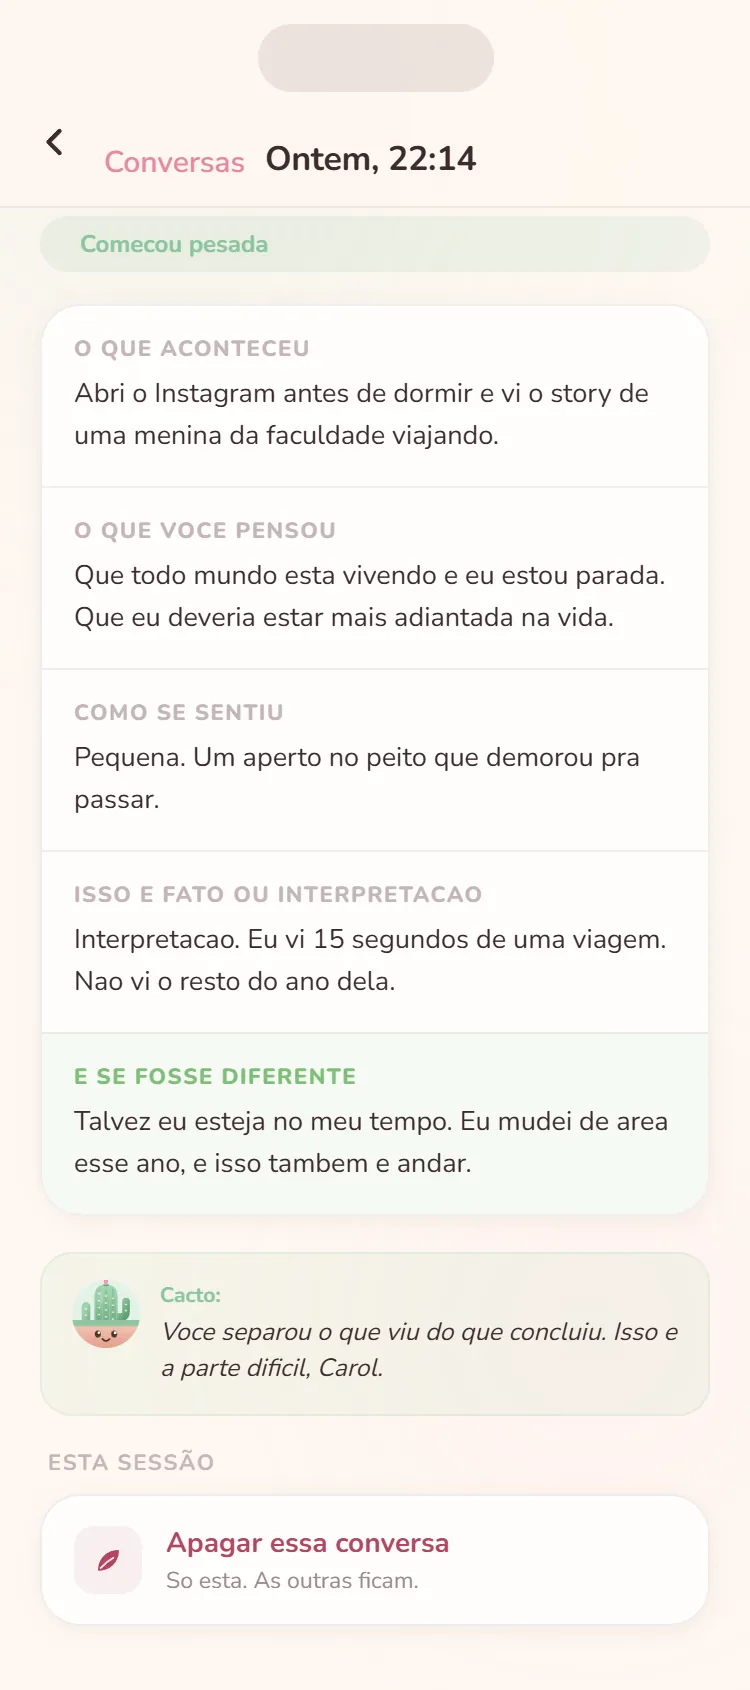 Conversas Ontem, 22:14
Comecou pesada
O QUE ACONTECEU
Abri o Instagram antes de dormir e vi o story de
uma menina da faculdade viajando.
O QUE VOCE PENSOU
Que todo mundo esta vivendo e eu estou parada.
Que eu deveria estar mais adiantada na vida.
COMO SE SENTIU
Pequena. Um aperto no peito que demorou pra
passar.
ISSO E FATO OU INTERPRETACAO
Interpretacao. Eu vi 15 segundos de uma viagem.
Nao vi o resto do ano dela.
E SE FOSSE DIFERENTE
Talvez eu esteja no meu tempo. Eu mudei de area
esse ano, e isso tambem e andar.
Cacto:
Voce separou o que viu do que concluiu. Isso e
a parte dificil, Carol.
ESTA SESSÃO
Apagar essa conversa
So esta. As outras ficam.